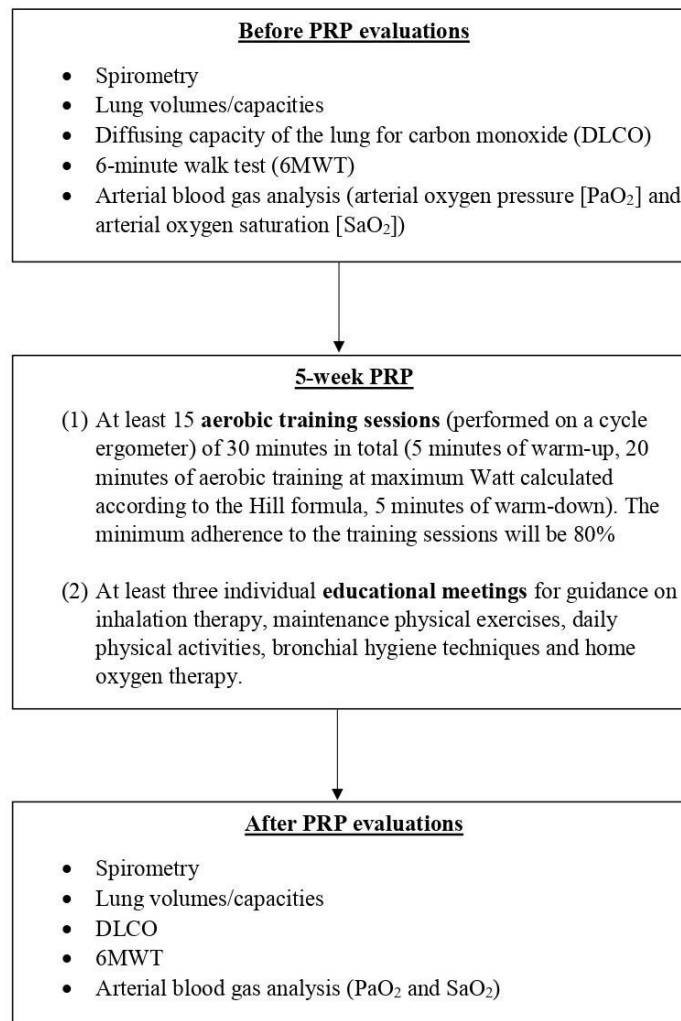 Before PRP evaluations
• Spirometry
• Lung volumes/capacities
• Diffusing capacity of the lung for carbon monoxide (DLCO)
• 6-minute walk test (6MWT)
• Arterial blood gas analysis (arterial oxygen pressure [PaO₂] and
arterial oxygen saturation [SaO₂])
5-week PRP
(1) At least 15 aerobic training sessions (performed on a cycle
ergometer) of 30 minutes in total (5 minutes of warm-up, 20
minutes of aerobic training at maximum Watt calculated
according to the Hill formula, 5 minutes of warm-down). The
minimum adherence to the training sessions will be 80%
(2) At least three individual educational meetings for guidance on
inhalation therapy, maintenance physical exercises, daily
physical activities, bronchial hygiene techniques and home
oxygen therapy.
After PRP evaluations
• Spirometry
• Lung volumes/capacities
• DLCO
• 6MWT
• Arterial blood gas analysis (PaO₂ and SaO₂)